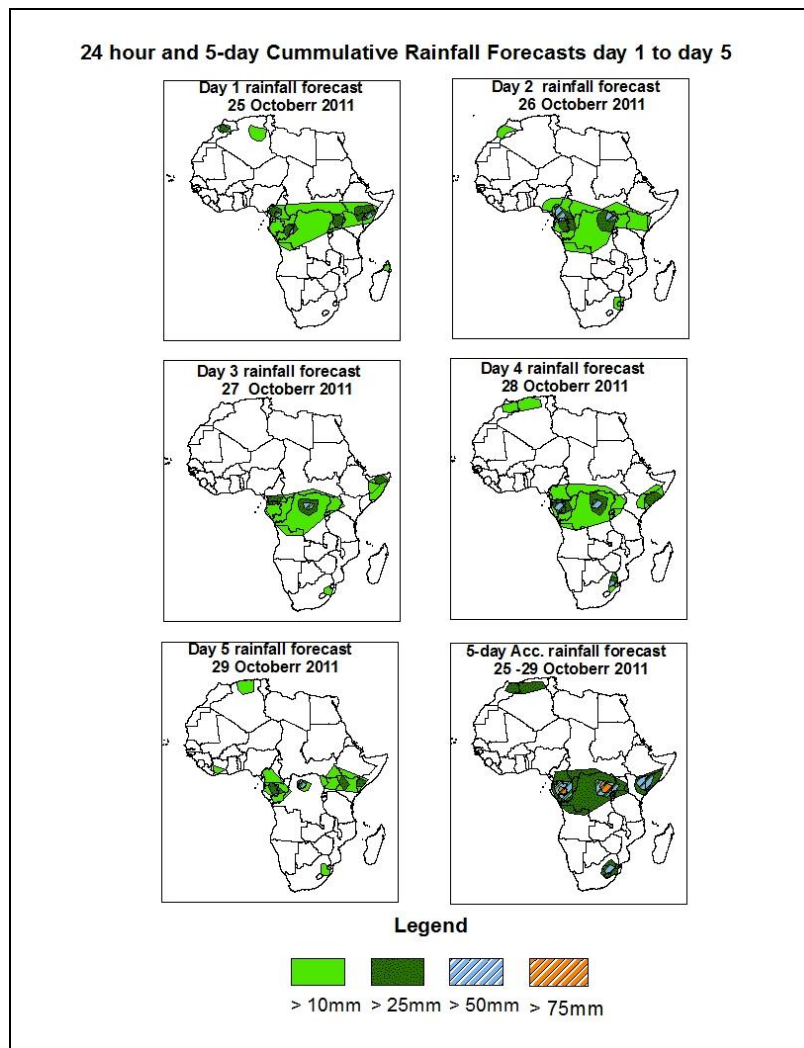 24 hour and 5-day Cummulative Rainfall Forecasts day 1 to day 5
Day 1 rainfall forecast
25 Octoberr 2011
Day 2 rainfall forecast
26 Octoberr 2011
Day 3 rainfall forecast
27 Octoberr 2011
Day 4 rainfall forecast
28 Octoberr 2011
Day 5 rainfall forecast
29 Octoberr 2011
5-day Acc. rainfall forecast
25 -29 Octoberr 2011
Legend
> 10mm > 25mm > 50mm > 75mm